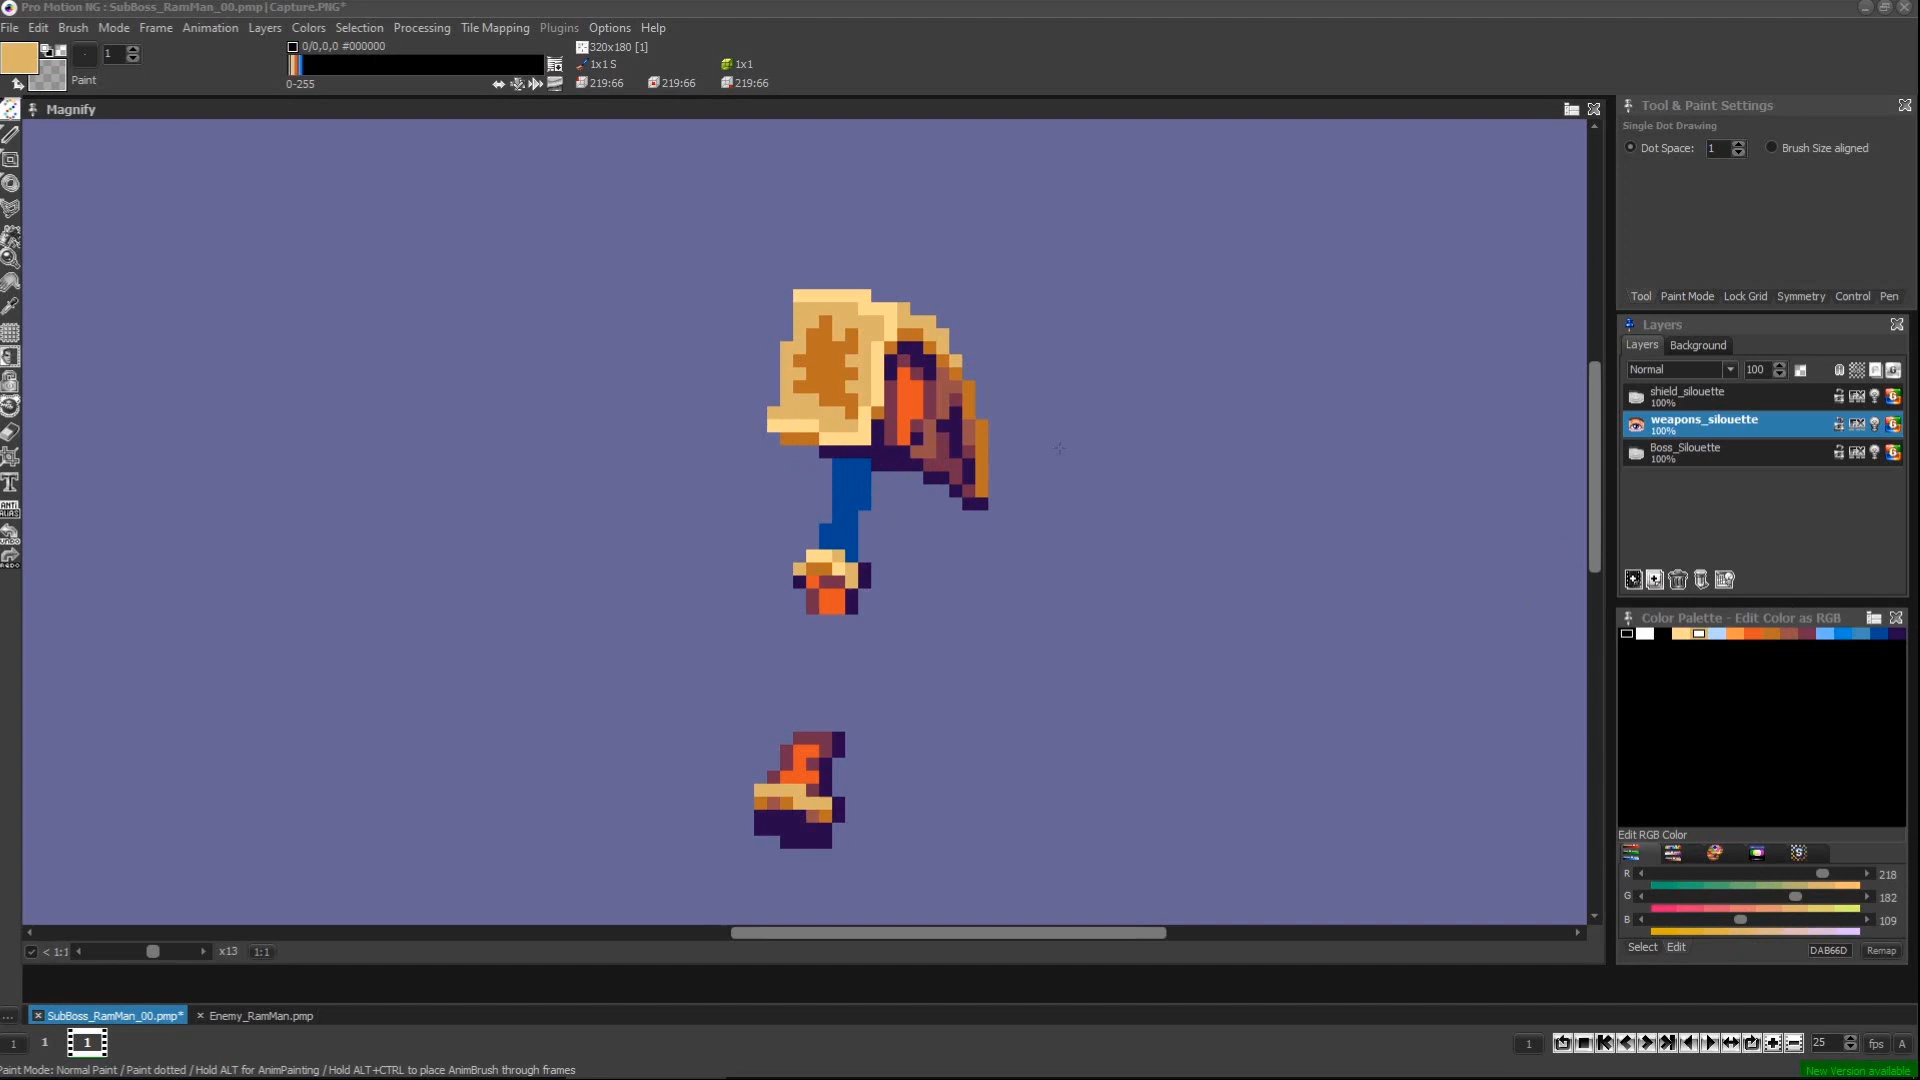 Pro Motion NG : SubBoss_RamMan_00.pmp|Capture.PNG*
File Edit Brush Mode Frame Animation Layers Colors Selection Processing Tile Mapping Plugins Options Help
1
0/0,0,0 #000000
320x180 [1]
1x1 S
1x1
Paint
0-255
219:66
219:66
219:66
Magnify
Tool & Paint Settings
Single Dot Drawing
Dot Space: 1
Brush Size aligned
Tool Paint Mode Lock Grid Symmetry Control Pen
Layers
Layers Background
Normal 100
shield_silouette
100%
weapons_silouette
100%
Boss_Silouette
100%
Color Palette - Edit Color as RGB
Edit RGB Color
R 218
G 182
B 109
Select Edit DAB66D Remap
ANTI
ALIAS
UNDO
REDO
< 1:1 x13 1:1
... SubBoss_RamMan_00.pmp* Enemy_RamMan.pmp
1 1 1 1 25 fps A
Paint Mode: Normal Paint / Paint dotted / Hold ALT for AnimPainting / Hold ALT+CTRL to place AnimBrush through frames
New Version available